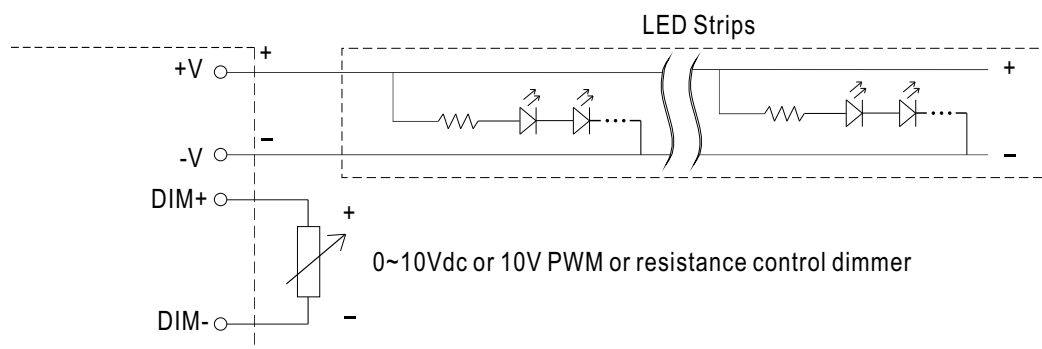 LED Strips
+
+V
+
−
-V
−
DIM+
+
0~10Vdc or 10V PWM or resistance control dimmer
DIM-
−